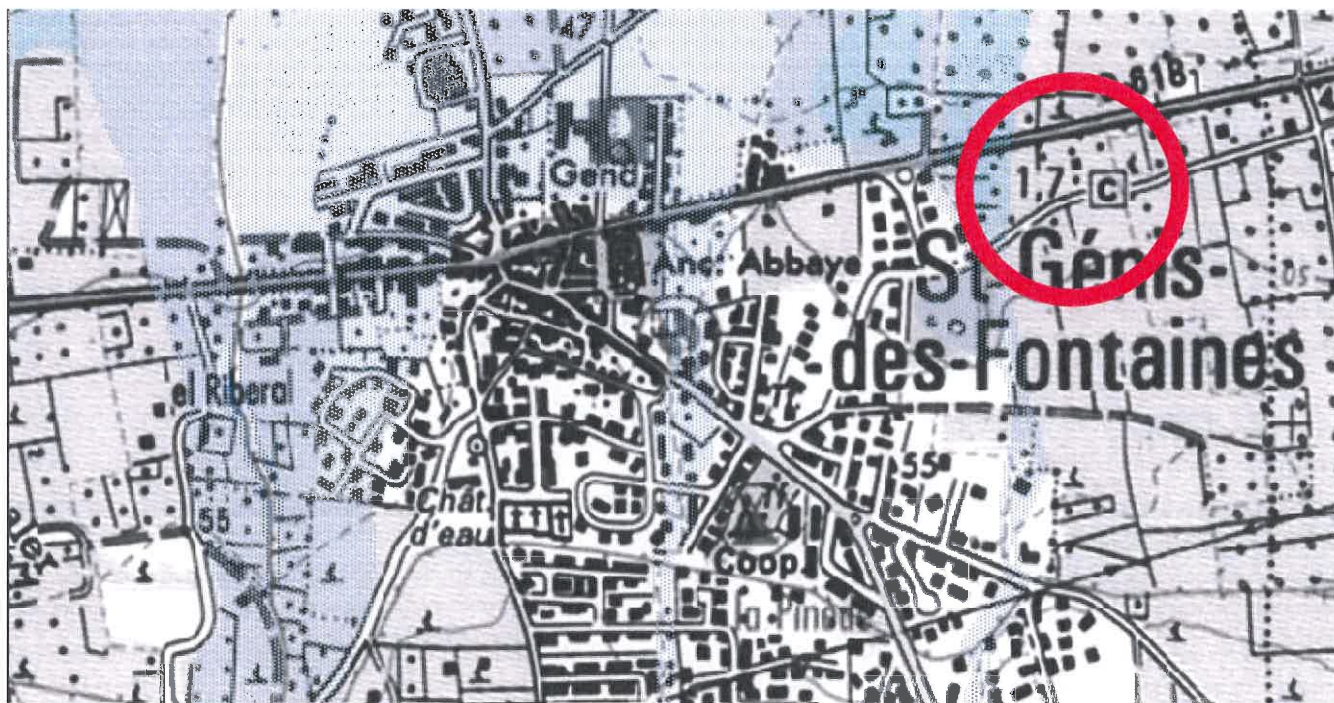 47
618
Gend
1,7
C
Anc. Abbaye
St-Génis-
des-Fontaines
el Riberal
55
55
Chât.
d'eau
Coop.
la Pinède